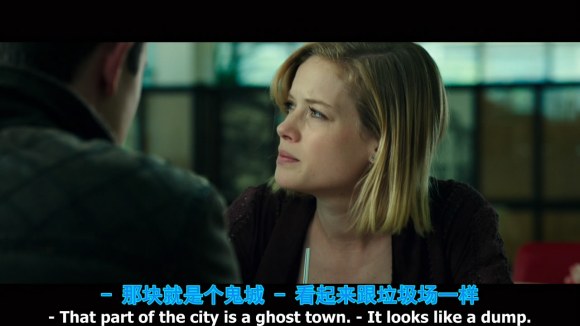 - 那块就是个鬼城 - 看起来跟垃圾场一样
- That part of the city is a ghost town. - It looks like a dump.